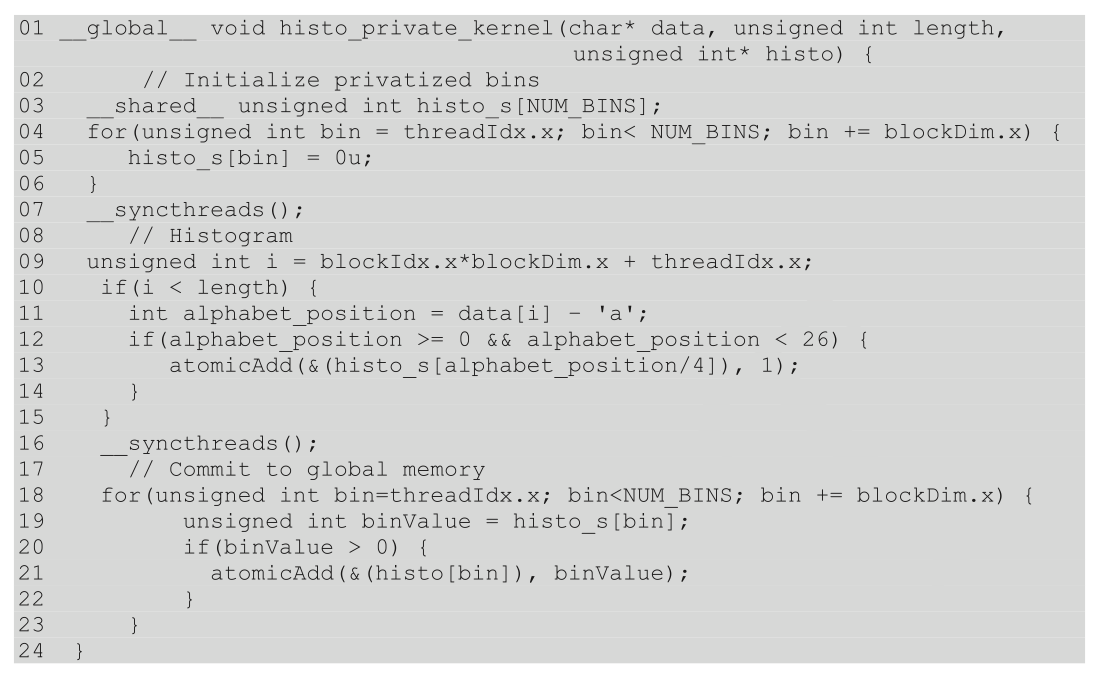 01 __global__ void histo_private_kernel(char* data, unsigned int length,
unsigned int* histo) {
02 // Initialize privatized bins
03 __shared__ unsigned int histo_s[NUM_BINS];
04 for(unsigned int bin = threadIdx.x; bin< NUM_BINS; bin += blockDim.x) {
05 histo_s[bin] = 0u;
06 }
07 __syncthreads();
08 // Histogram
09 unsigned int i = blockIdx.x*blockDim.x + threadIdx.x;
10 if(i < length) {
11 int alphabet_position = data[i] – 'a';
12 if(alphabet_position >= 0 && alphabet_position < 26) {
13 atomicAdd(&(histo_s[alphabet_position/4]), 1);
14 }
15 }
16 __syncthreads();
17 // Commit to global memory
18 for(unsigned int bin=threadIdx.x; bin<NUM_BINS; bin += blockDim.x) {
19 unsigned int binValue = histo_s[bin];
20 if(binValue > 0) {
21 atomicAdd(&(histo[bin]), binValue);
22 }
23 }
24 }